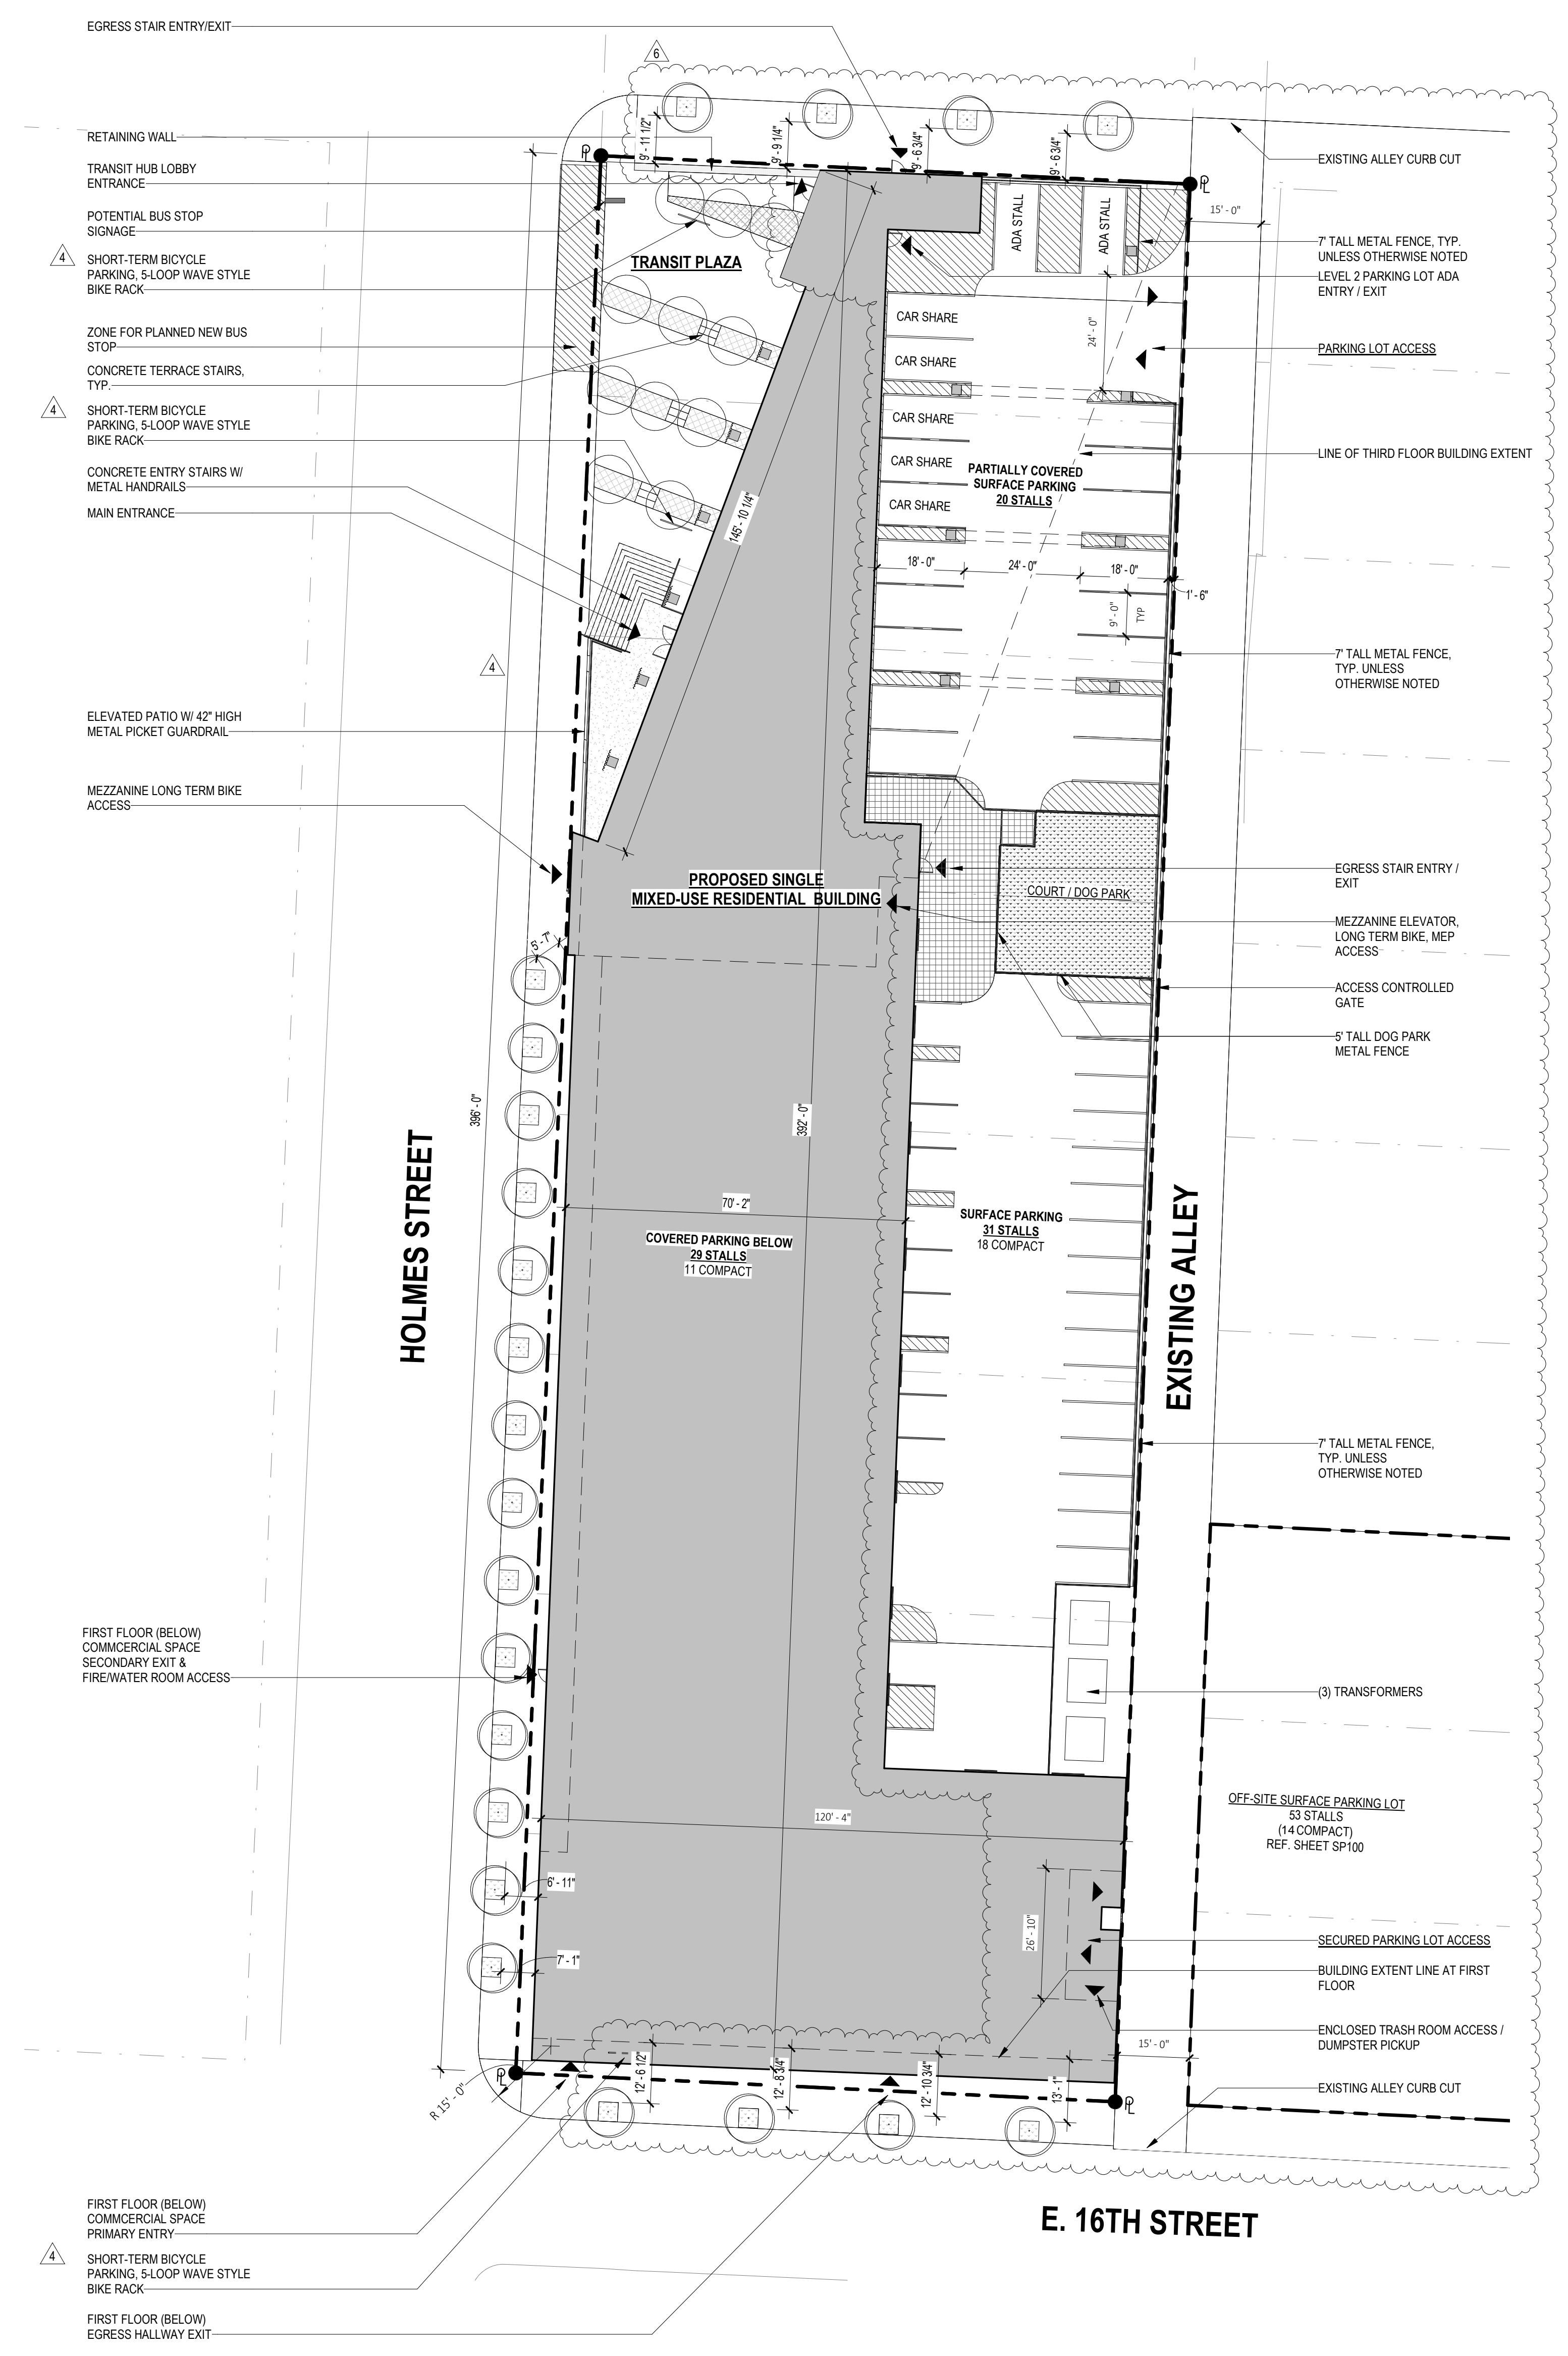 EGRESS STAIR ENTRY/EXIT
6
RETAINING WALL
TRANSIT HUB LOBBY
ENTRANCE
POTENTIAL BUS STOP
SIGNAGE
4
SHORT-TERM BICYCLE
PARKING, 5-LOOP WAVE STYLE
BIKE RACK
ZONE FOR PLANNED NEW BUS
STOP
CONCRETE TERRACE STAIRS,
TYP.
4
SHORT-TERM BICYCLE
PARKING, 5-LOOP WAVE STYLE
BIKE RACK
CONCRETE ENTRY STAIRS W/
METAL HANDRAILS
MAIN ENTRANCE
4
ELEVATED PATIO W/ 42" HIGH
METAL PICKET GUARDRAIL
MEZZANINE LONG TERM BIKE
ACCESS
FIRST FLOOR (BELOW)
COMMCERCIAL SPACE
SECONDARY EXIT &
FIRE/WATER ROOM ACCESS
FIRST FLOOR (BELOW)
COMMCERCIAL SPACE
PRIMARY ENTRY
4
SHORT-TERM BICYCLE
PARKING, 5-LOOP WAVE STYLE
BIKE RACK
FIRST FLOOR (BELOW)
EGRESS HALLWAY EXIT
PL
9' - 11 1/2"
9' - 9 1/4"
9' - 6 3/4"
9' - 6 3/4"
PL
15' - 0"
TRANSIT PLAZA
ADA STALL
ADA STALL
24' - 0"
CAR SHARE
CAR SHARE
CAR SHARE
CAR SHARE
CAR SHARE
PARTIALLY COVERED
SURFACE PARKING
20 STALLS
145' - 10 1/4"
18' - 0"
24' - 0"
18' - 0"
1' - 6"
9' - 0"
TYP
PROPOSED SINGLE
MIXED-USE RESIDENTIAL BUILDING
COURT / DOG PARK
5' - 7"
396' - 0"
392' - 0"
HOLMES STREET
70' - 2"
COVERED PARKING BELOW
29 STALLS
11 COMPACT
SURFACE PARKING
31 STALLS
18 COMPACT
EXISTING ALLEY
120' - 4"
6' - 11"
7' - 1"
26' - 10"
15' - 0"
PL
R 15' - 0"
12' - 6 1/2"
12' - 8 3/4"
12' - 10 3/4"
13' - 1"
PL
E. 16TH STREET
EXISTING ALLEY CURB CUT
7' TALL METAL FENCE, TYP.
UNLESS OTHERWISE NOTED
LEVEL 2 PARKING LOT ADA
ENTRY / EXIT
PARKING LOT ACCESS
LINE OF THIRD FLOOR BUILDING EXTENT
7' TALL METAL FENCE,
TYP. UNLESS
OTHERWISE NOTED
EGRESS STAIR ENTRY /
EXIT
MEZZANINE ELEVATOR,
LONG TERM BIKE, MEP
ACCESS
ACCESS CONTROLLED
GATE
5' TALL DOG PARK
METAL FENCE
7' TALL METAL FENCE,
TYP. UNLESS
OTHERWISE NOTED
(3) TRANSFORMERS
OFF-SITE SURFACE PARKING LOT
53 STALLS
(14 COMPACT)
REF. SHEET SP100
SECURED PARKING LOT ACCESS
BUILDING EXTENT LINE AT FIRST
FLOOR
ENCLOSED TRASH ROOM ACCESS /
DUMPSTER PICKUP
EXISTING ALLEY CURB CUT